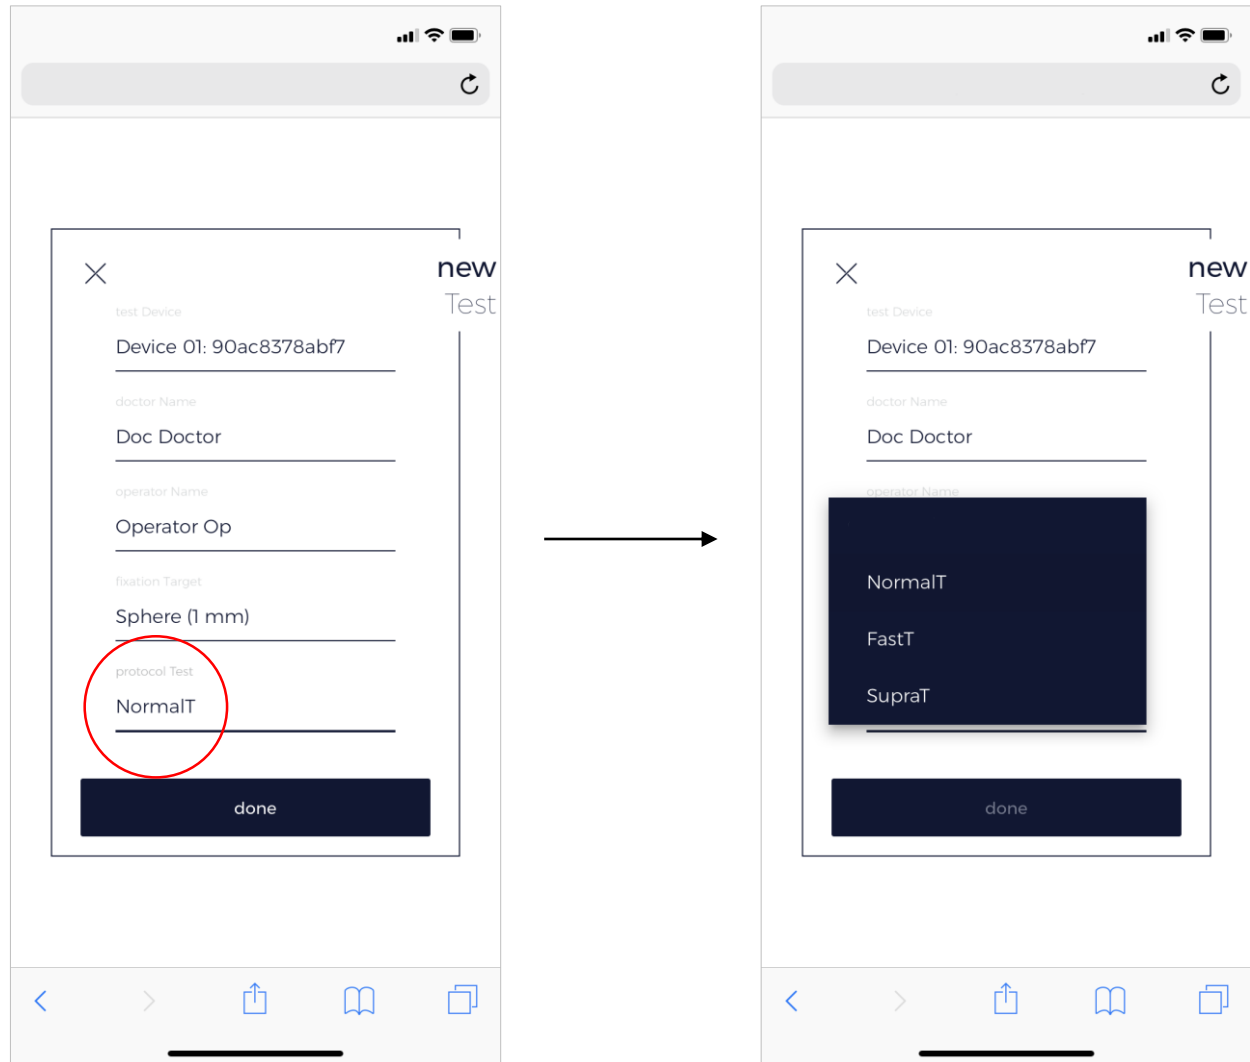 new
Test
test Device
Device 01: 90ac8378abf7
doctor Name
Doc Doctor
operator Name
Operator Op
fixation Target
Sphere (1 mm)
protocol Test
NormalT
done
new
Test
test Device
Device 01: 90ac8378abf7
doctor Name
Doc Doctor
operator Name
NormalT
FastT
SupraT
done